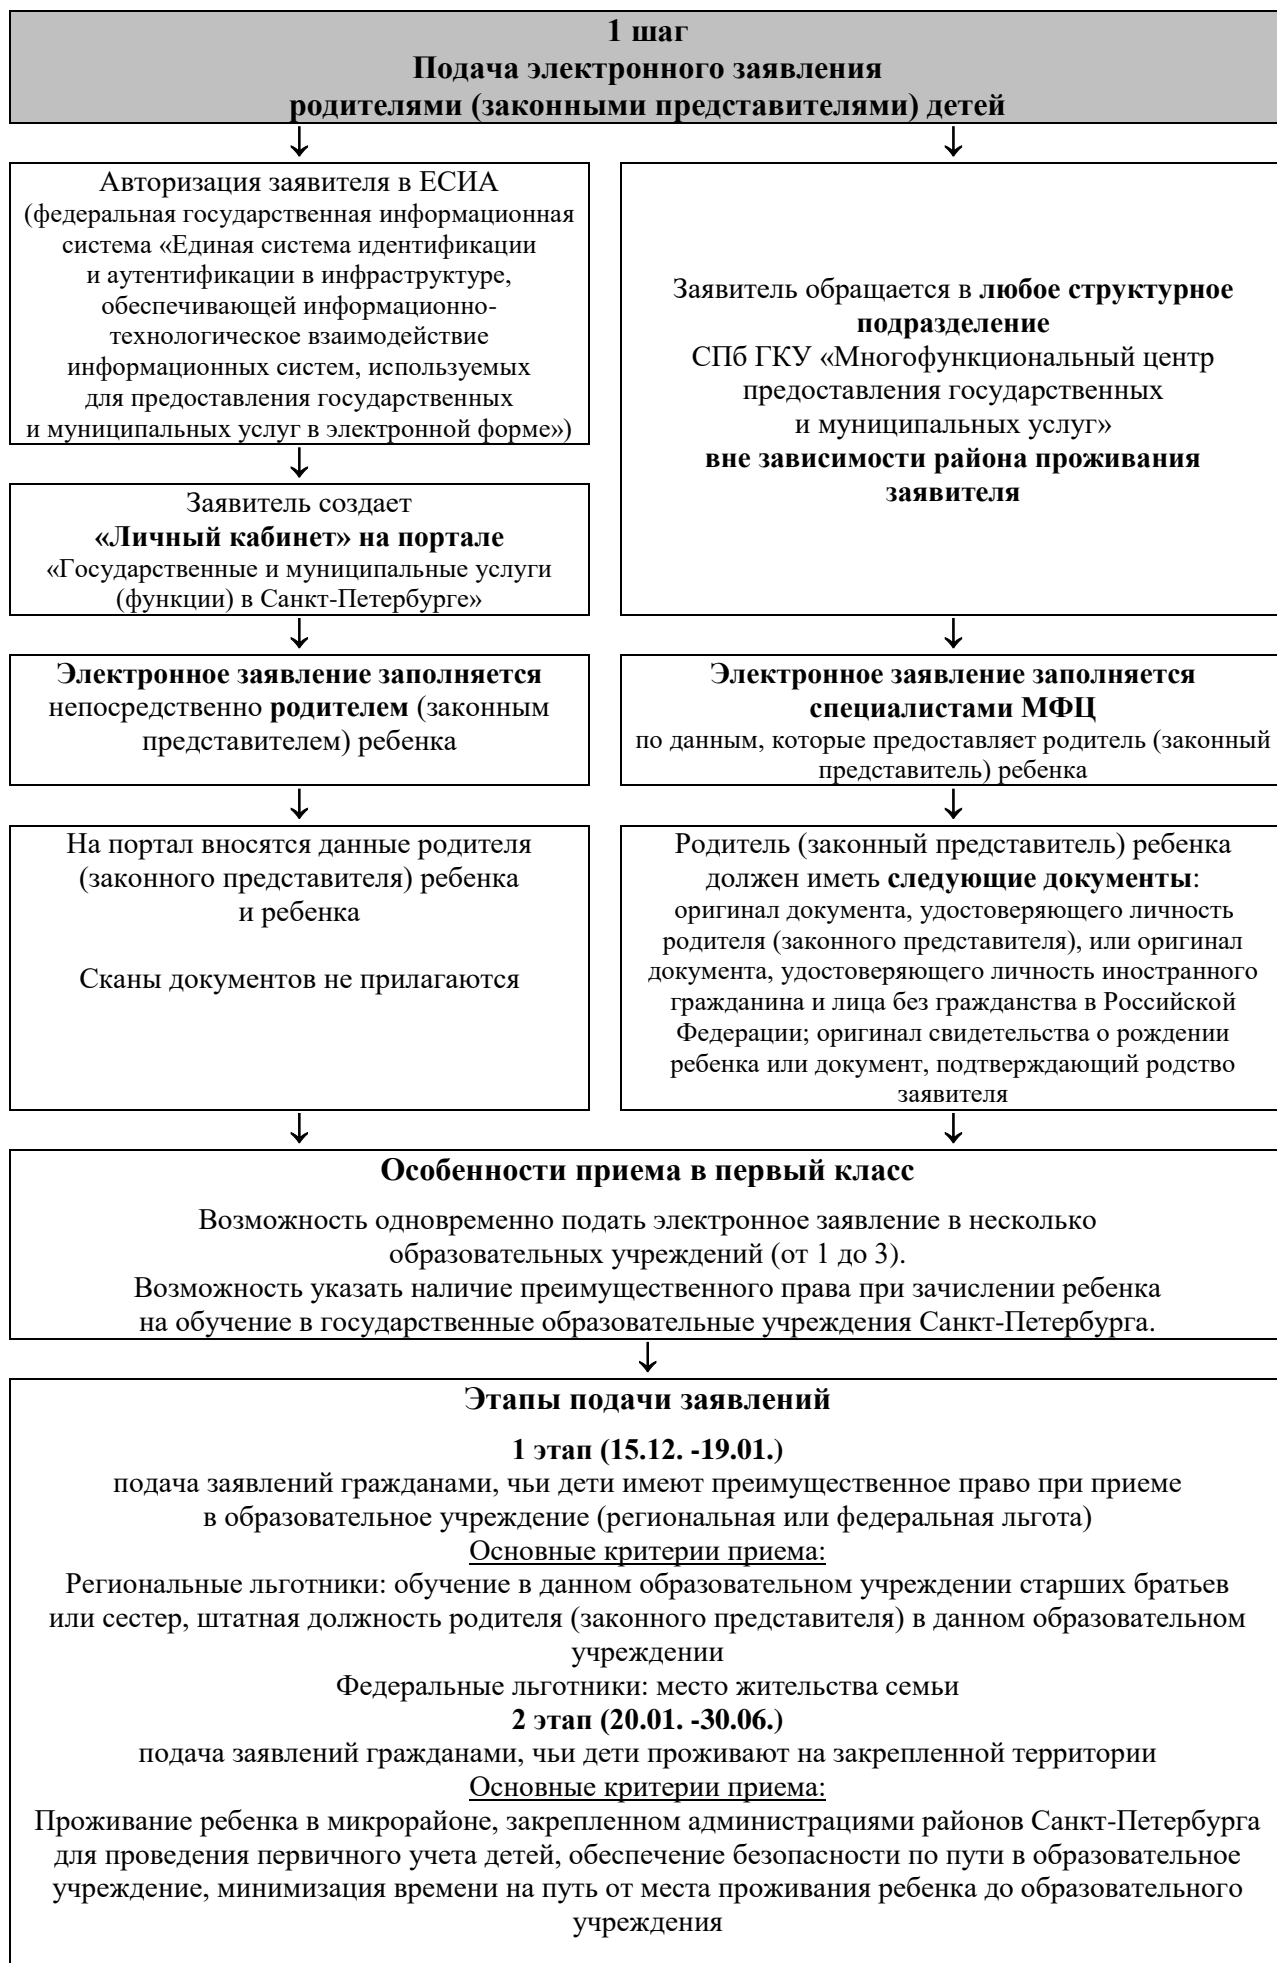 1 шаг
Подача электронного заявления
родителями (законными представителями) детей
↓
↓
Авторизация заявителя в ЕСИА
(федеральная государственная информационная
система «Единая система идентификации
и аутентификации в инфраструктуре,
обеспечивающей информационно-
технологическое взаимодействие
информационных систем, используемых
для предоставления государственных
и муниципальных услуг в электронной форме»)
↓
Заявитель создает
«Личный кабинет» на портале
«Государственные и муниципальные услуги
(функции) в Санкт-Петербурге»
Заявитель обращается в любое структурное
подразделение
СПб ГКУ «Многофункциональный центр
предоставления государственных
и муниципальных услуг»
вне зависимости района проживания
заявителя
↓
↓
Электронное заявление заполняется
непосредственно родителем (законным
представителем) ребенка
Электронное заявление заполняется
специалистами МФЦ
по данным, которые предоставляет родитель (законный
представитель) ребенка
↓
↓
На портал вносятся данные родителя
(законного представителя) ребенка
и ребенка
Сканы документов не прилагаются
Родитель (законный представитель) ребенка
должен иметь следующие документы:
оригинал документа, удостоверяющего личность
родителя (законного представителя), или оригинал
документа, удостоверяющего личность иностранного
гражданина и лица без гражданства в Российской
Федерации; оригинал свидетельства о рождении
ребенка или документ, подтверждающий родство
заявителя
↓
↓
Особенности приема в первый класс
Возможность одновременно подать электронное заявление в несколько
образовательных учреждений (от 1 до 3).
Возможность указать наличие преимущественного права при зачислении ребенка
на обучение в государственные образовательные учреждения Санкт-Петербурга.
↓
Этапы подачи заявлений
1 этап (15.12. -19.01.)
подача заявлений гражданами, чьи дети имеют преимущественное право при приеме
в образовательное учреждение (региональная или федеральная льгота)
Основные критерии приема:
Региональные льготники: обучение в данном образовательном учреждении старших братьев
или сестер, штатная должность родителя (законного представителя) в данном образовательном
учреждении
Федеральные льготники: место жительства семьи
2 этап (20.01. -30.06.)
подача заявлений гражданами, чьи дети проживают на закрепленной территории
Основные критерии приема:
Проживание ребенка в микрорайоне, закрепленном администрациями районов Санкт-Петербурга
для проведения первичного учета детей, обеспечение безопасности по пути в образовательное
учреждение, минимизация времени на путь от места проживания ребенка до образовательного
учреждения